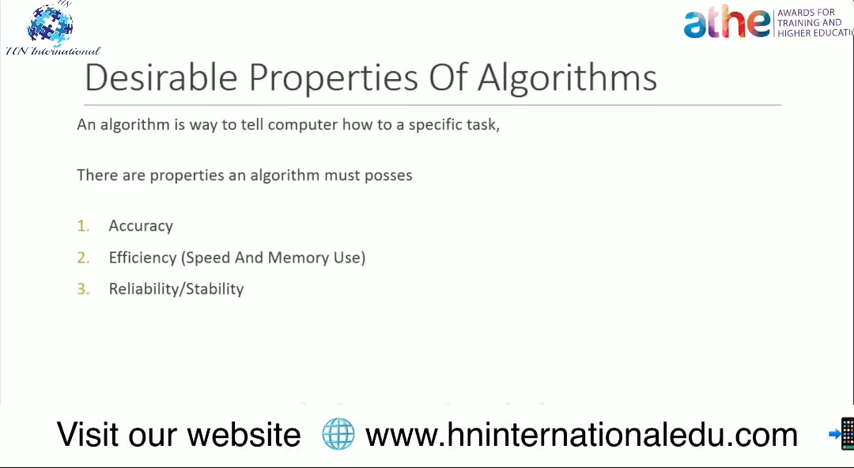 HN
HN International
athe
AWARDS FOR
TRAINING AND
HIGHER EDUCATI
Desirable Properties Of Algorithms
An algorithm is way to tell computer how to a specific task,
There are properties an algorithm must posses
1. Accuracy
2. Efficiency (Speed And Memory Use)
3. Reliability/Stability
Visit our website www.hninternationaledu.com